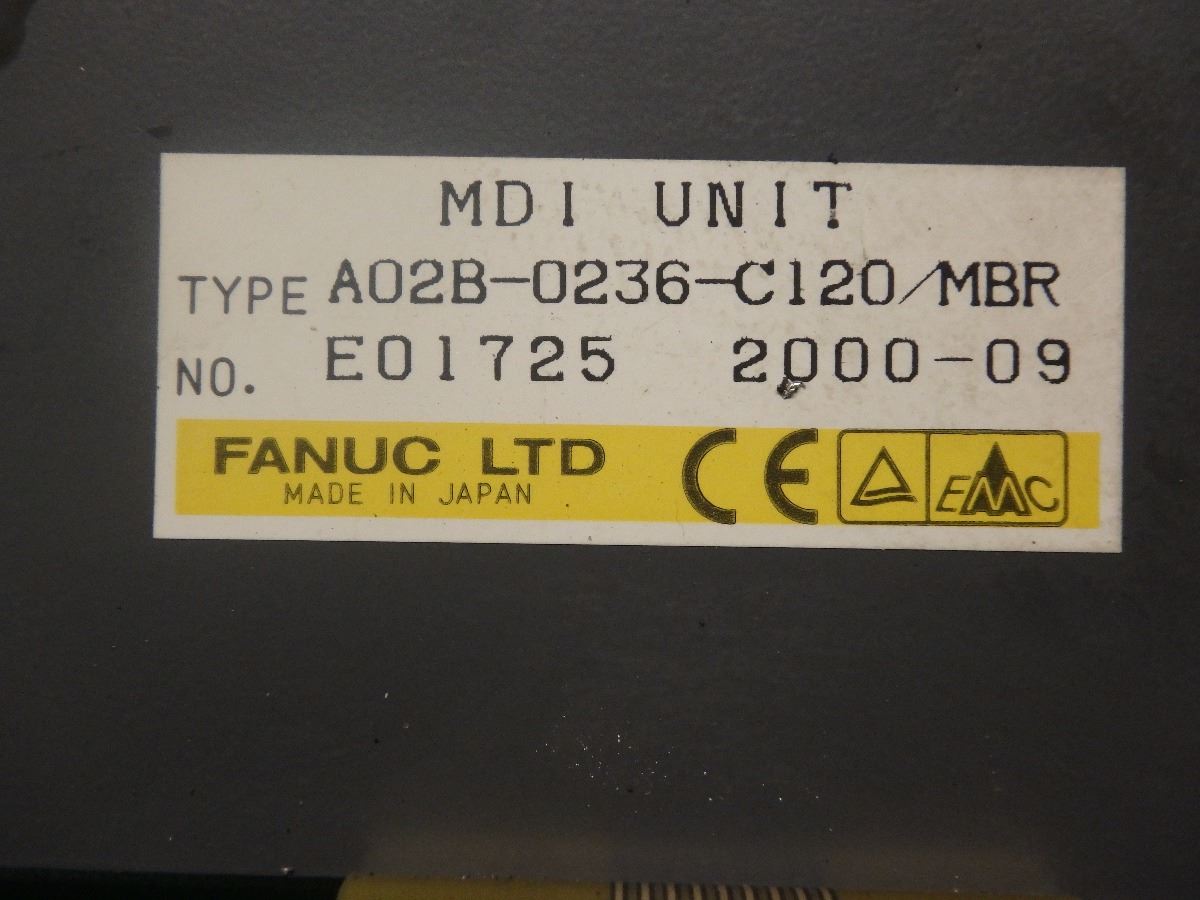 MDI UNIT
TYPE A02B-0236-C120/MBR
NO. E01725 2000-09
FANUC LTD
MADE IN JAPAN
CE
EMC